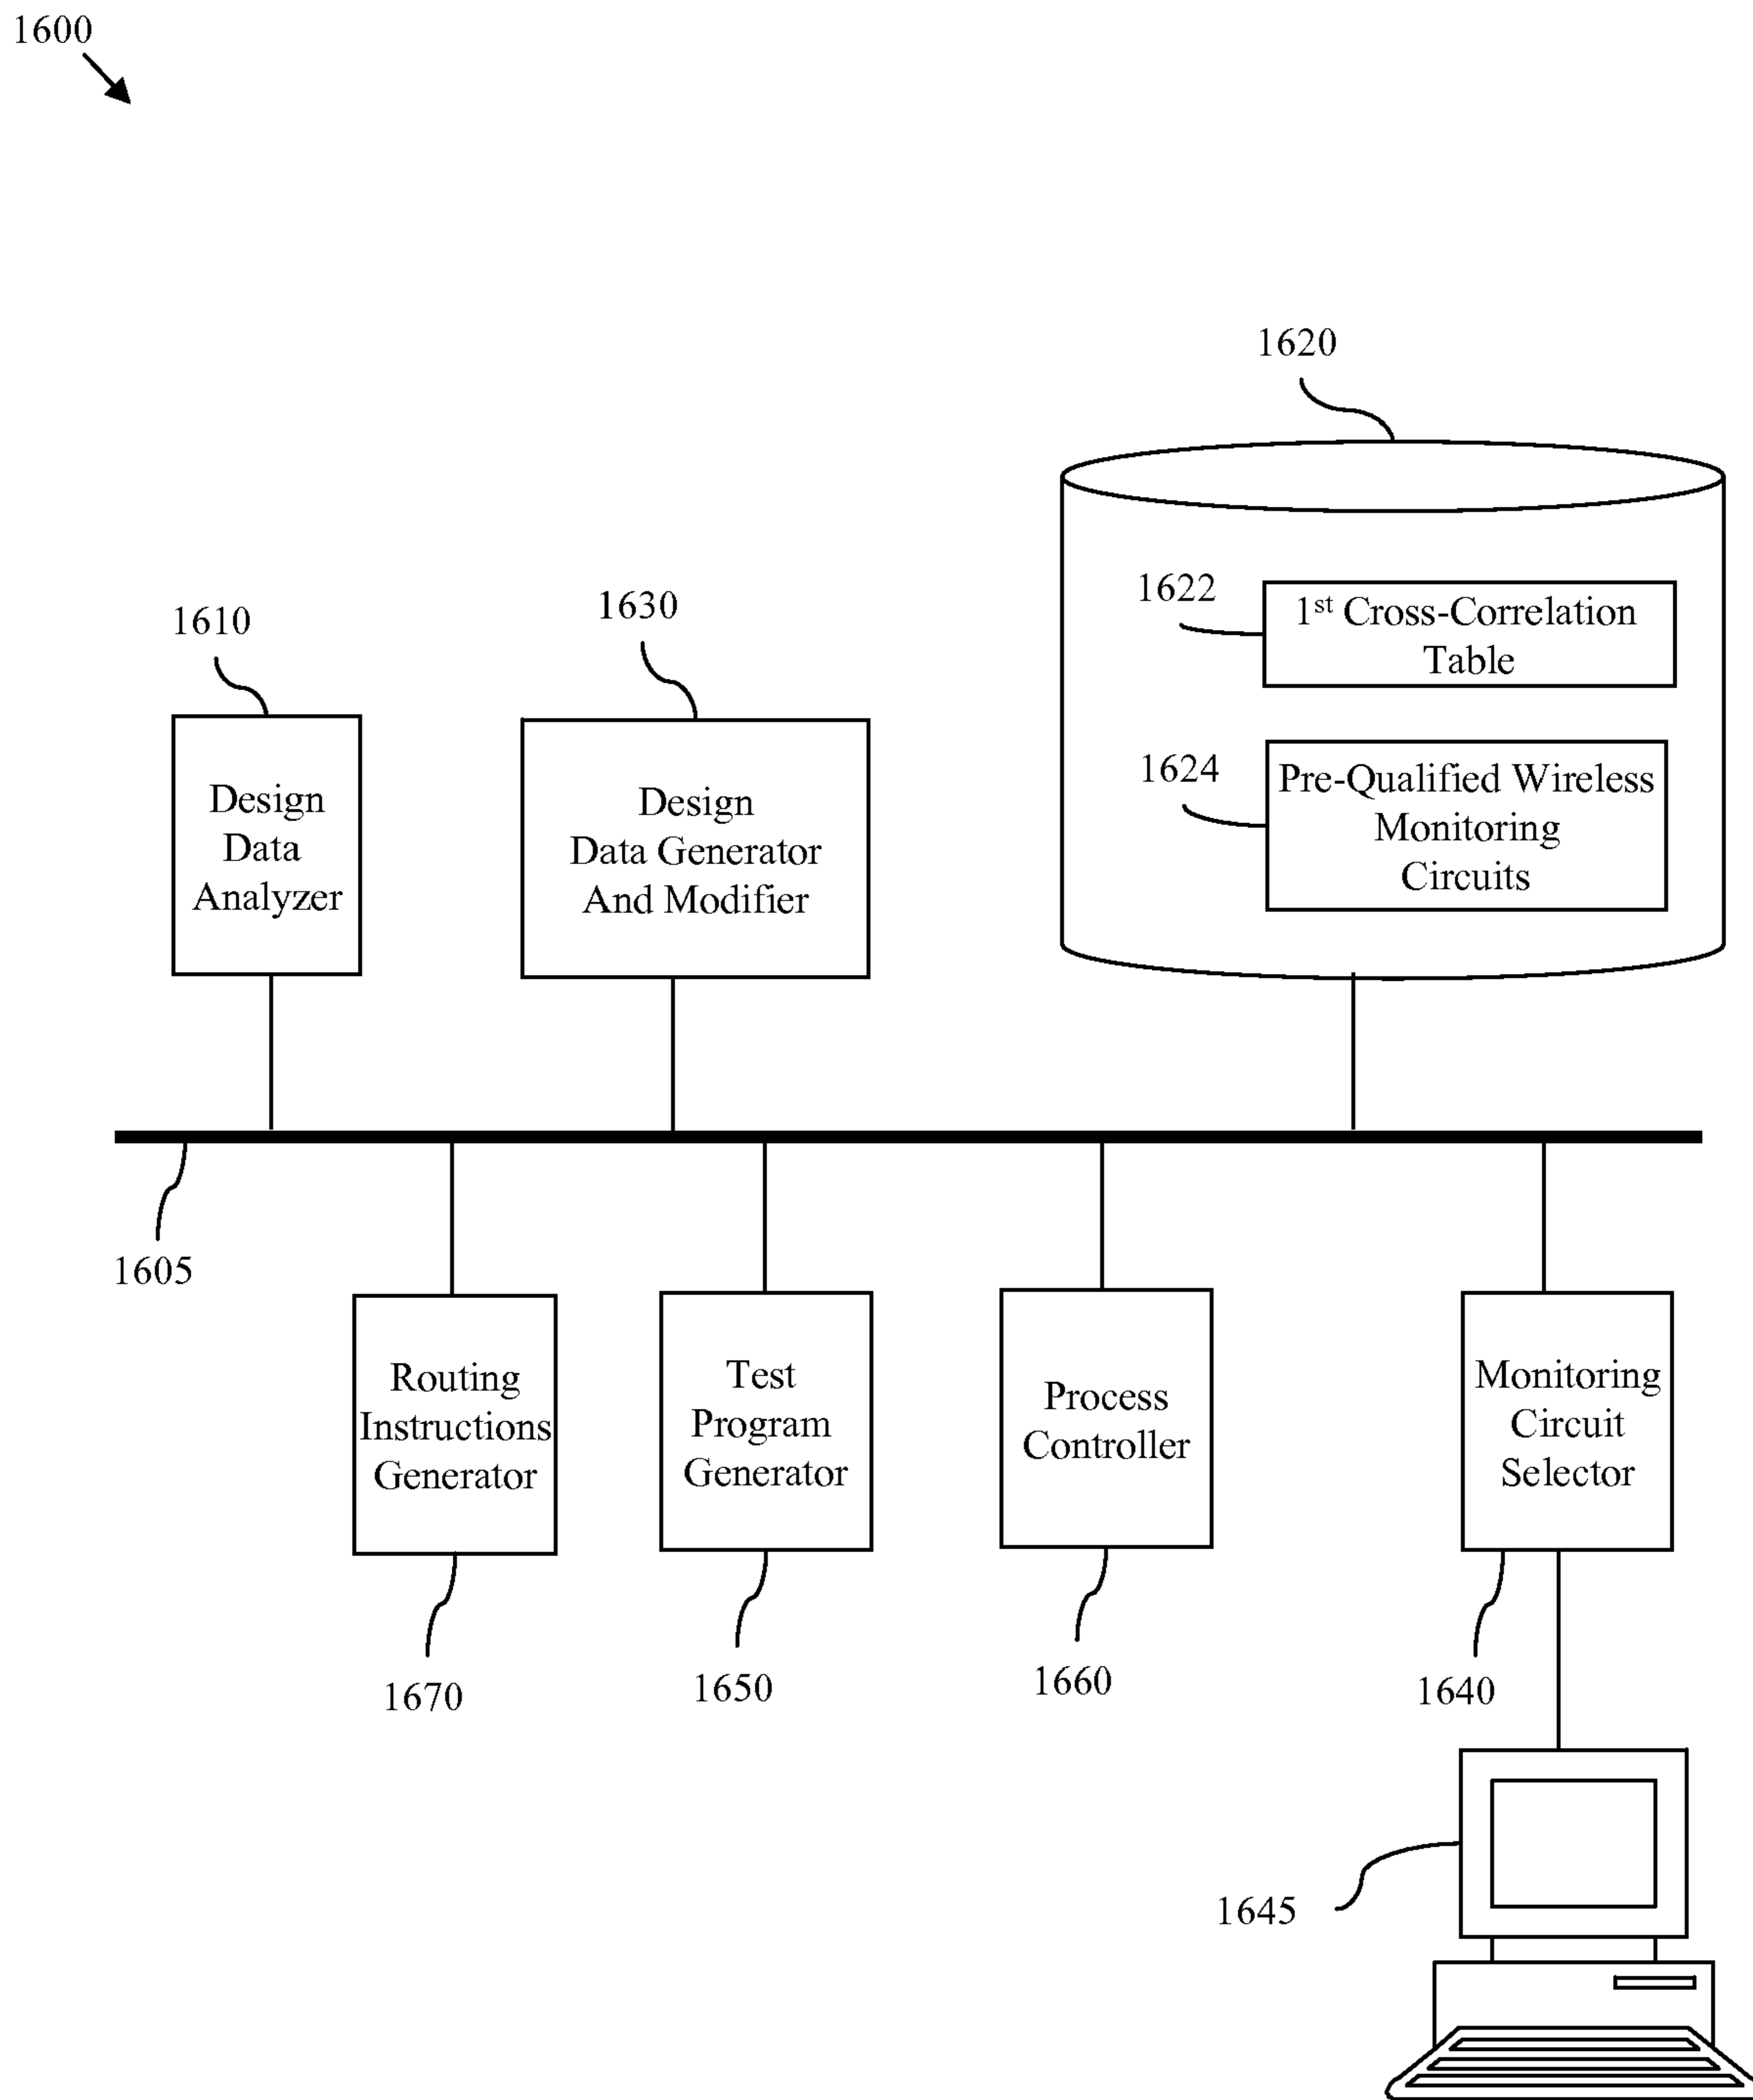 1600
1620
1622
1st Cross-Correlation
Table
1610
1630
1624
Pre-Qualified Wireless
Monitoring
Circuits
Design
Data
Analyzer
Design
Data Generator
And Modifier
1605
Routing
Instructions
Generator
Test
Program
Generator
Process
Controller
Monitoring
Circuit
Selector
1670
1650
1660
1640
1645